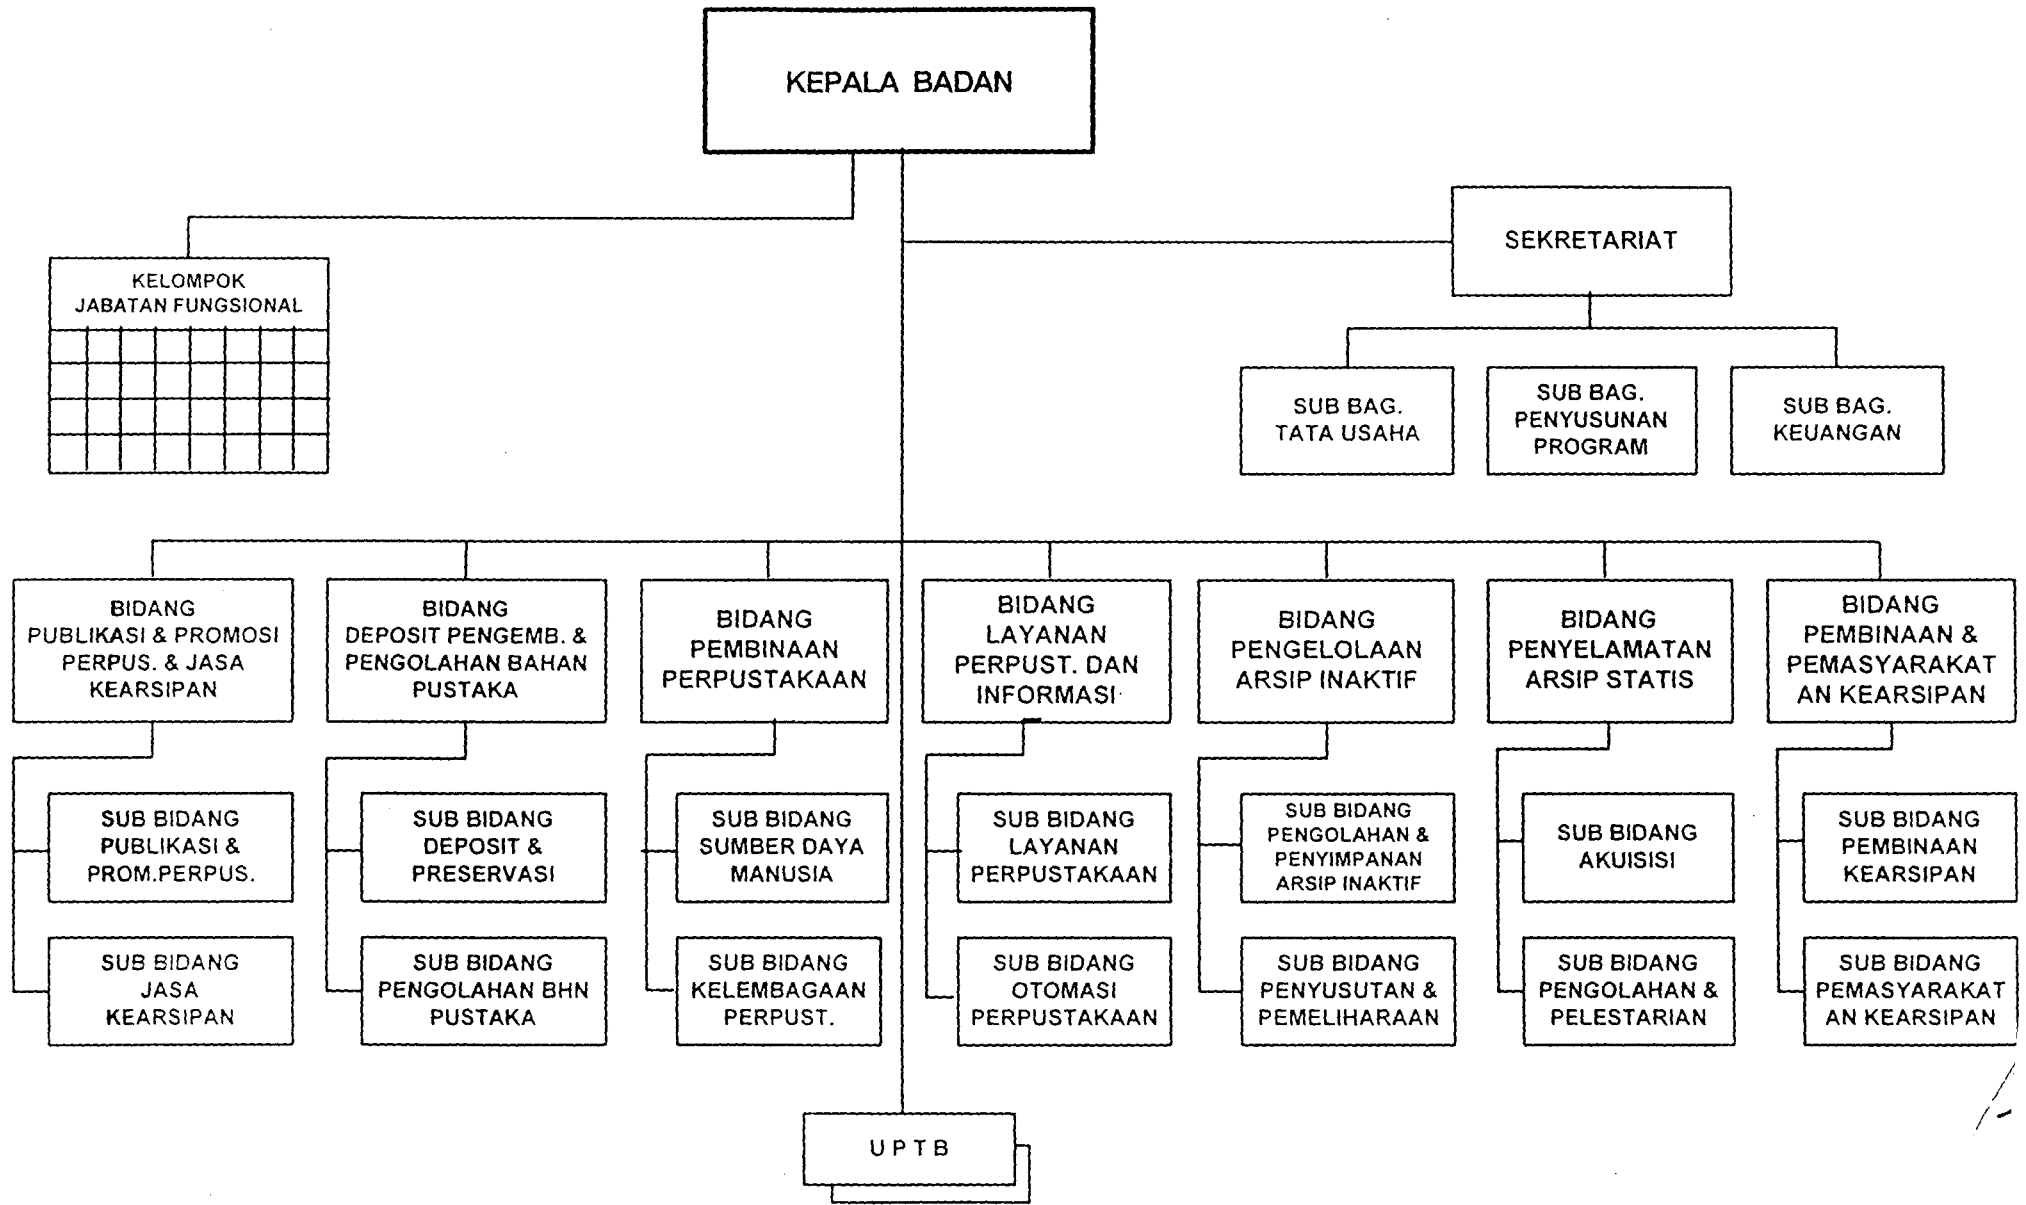 KEPALA BADAN
SEKRETARIAT
KELOMPOK
JABATAN FUNGSIONAL
SUB BAG.
TATA USAHA
SUB BAG.
PENYUSUNAN
PROGRAM
SUB BAG.
KEUANGAN
BIDANG
PUBLIKASI & PROMOSI
PERPUS. & JASA
KEARSIPAN
BIDANG
DEPOSIT PENGEMB. &
PENGOLAHAN BAHAN
PUSTAKA
BIDANG
PEMBINAAN
PERPUSTAKAAN
BIDANG
LAYANAN
PERPUST. DAN
INFORMASI
BIDANG
PENGELOLAAN
ARSIP INAKTIF
BIDANG
PENYELAMATAN
ARSIP STATIS
BIDANG
PEMBINAAN &
PEMASYARAKAT
AN KEARSIPAN
SUB BIDANG
PUBLIKASI &
PROM.PERPUS.
SUB BIDANG
DEPOSIT &
PRESERVASI
SUB BIDANG
SUMBER DAYA
MANUSIA
SUB BIDANG
LAYANAN
PERPUSTAKAAN
SUB BIDANG
PENGOLAHAN &
PENYIMPANAN
ARSIP INAKTIF
SUB BIDANG
AKUISISI
SUB BIDANG
PEMBINAAN
KEARSIPAN
SUB BIDANG
JASA
KEARSIPAN
SUB BIDANG
PENGOLAHAN BHN
PUSTAKA
SUB BIDANG
KELEMBAGAAN
PERPUST.
SUB BIDANG
OTOMASI
PERPUSTAKAAN
SUB BIDANG
PENYUSUTAN &
PEMELIHARAAN
SUB BIDANG
PENGOLAHAN &
PELESTARIAN
SUB BIDANG
PEMASYARAKAT
AN KEARSIPAN
U P T B